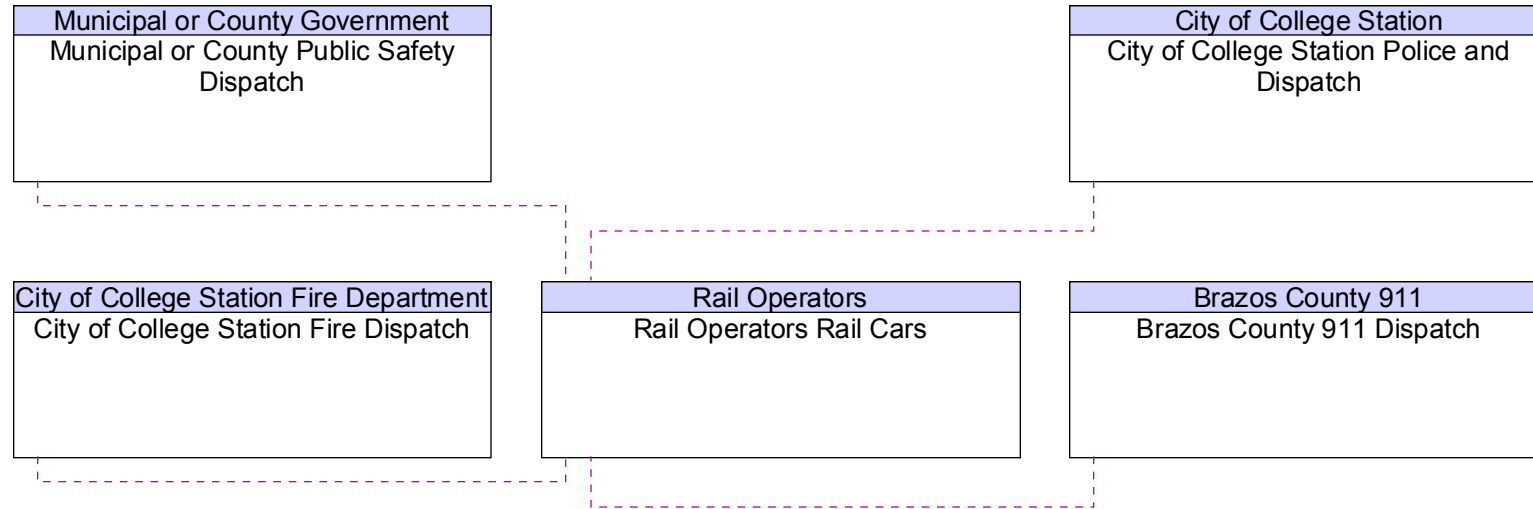 Municipal or County Government
Municipal or County Public Safety
Dispatch
City of College Station
City of College Station Police and
Dispatch
City of College Station Fire Department
City of College Station Fire Dispatch
Rail Operators
Rail Operators Rail Cars
Brazos County 911
Brazos County 911 Dispatch